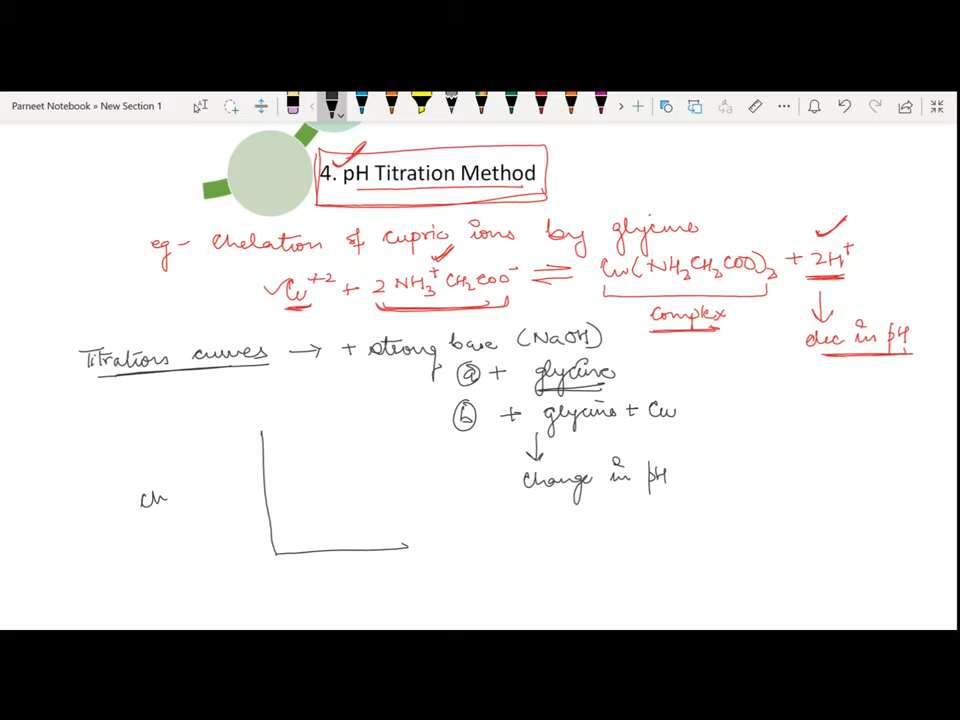 Parneet Notebook » New Section 1
4. pH Titration Method
eg - Chelation of cupric ions by glycine
Cu+2 + 2 NH3+ CH2COO- ⇌ Cu(NH2CH2COO)2 + 2H+
complex
dec in pH
Titrations curves → + strong base (NaOH)
ⓐ + glycine
ⓑ + glycine + Cu
↓
change in pH
ch